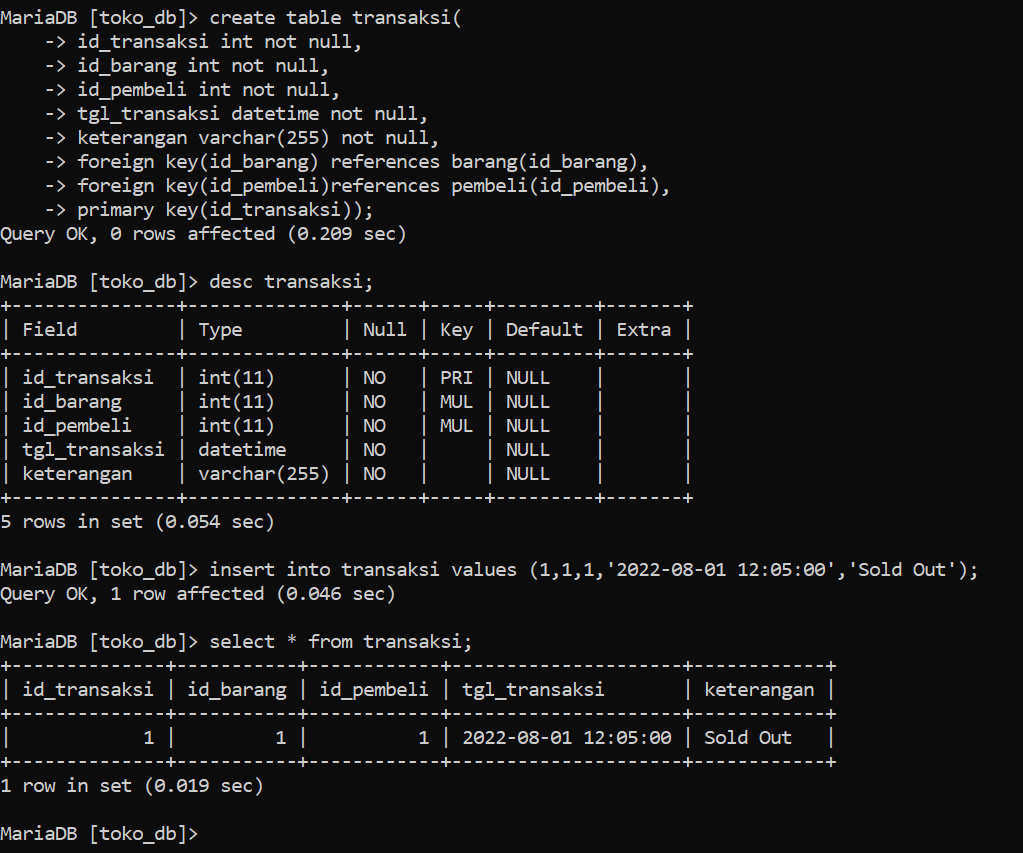 MariaDB [toko_db]> create table transaksi(
    -> id_transaksi int not null,
    -> id_barang int not null,
    -> id_pembeli int not null,
    -> tgl_transaksi datetime not null,
    -> keterangan varchar(255) not null,
    -> foreign key(id_barang) references barang(id_barang),
    -> foreign key(id_pembeli)references pembeli(id_pembeli),
    -> primary key(id_transaksi));
Query OK, 0 rows affected (0.209 sec)

MariaDB [toko_db]> desc transaksi;
+---------------+--------------+------+-----+---------+-------+
| Field         | Type         | Null | Key | Default | Extra |
+---------------+--------------+------+-----+---------+-------+
| id_transaksi  | int(11)      | NO   | PRI | NULL    |       |
| id_barang     | int(11)      | NO   | MUL | NULL    |       |
| id_pembeli    | int(11)      | NO   | MUL | NULL    |       |
| tgl_transaksi | datetime     | NO   |     | NULL    |       |
| keterangan    | varchar(255) | NO   |     | NULL    |       |
+---------------+--------------+------+-----+---------+-------+
5 rows in set (0.054 sec)

MariaDB [toko_db]> insert into transaksi values (1,1,1,'2022-08-01 12:05:00','Sold Out');
Query OK, 1 row affected (0.046 sec)

MariaDB [toko_db]> select * from transaksi;
+--------------+-----------+------------+---------------------+------------+
| id_transaksi | id_barang | id_pembeli | tgl_transaksi       | keterangan |
+--------------+-----------+------------+---------------------+------------+
|            1 |         1 |          1 | 2022-08-01 12:05:00 | Sold Out   |
+--------------+-----------+------------+---------------------+------------+
1 row in set (0.019 sec)

MariaDB [toko_db]>